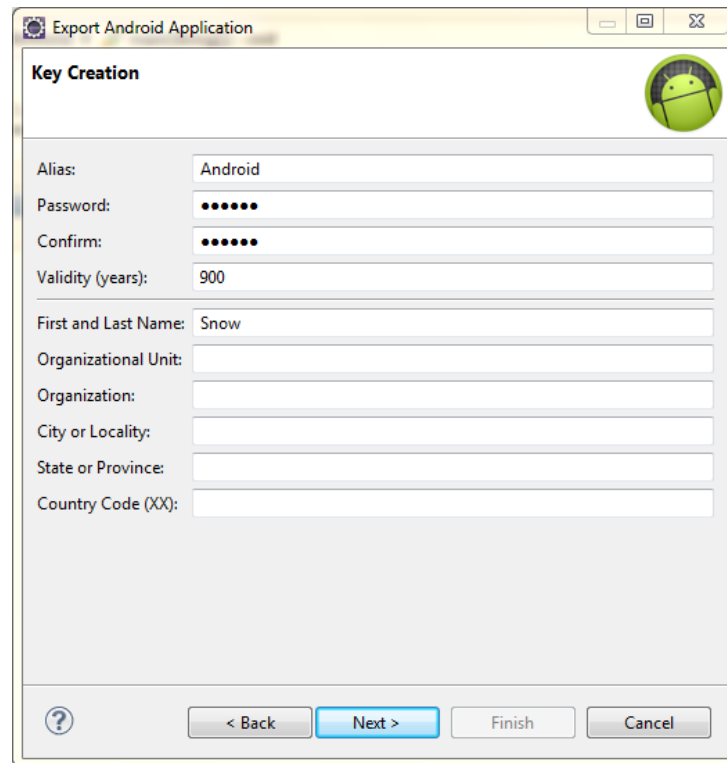 Export Android Application
Key Creation
Alias: Android
Password: ●●●●●●
Confirm: ●●●●●●
Validity (years): 900
First and Last Name: Snow
Organizational Unit:
Organization:
City or Locality:
State or Province:
Country Code (XX):
? < Back Next > Finish Cancel